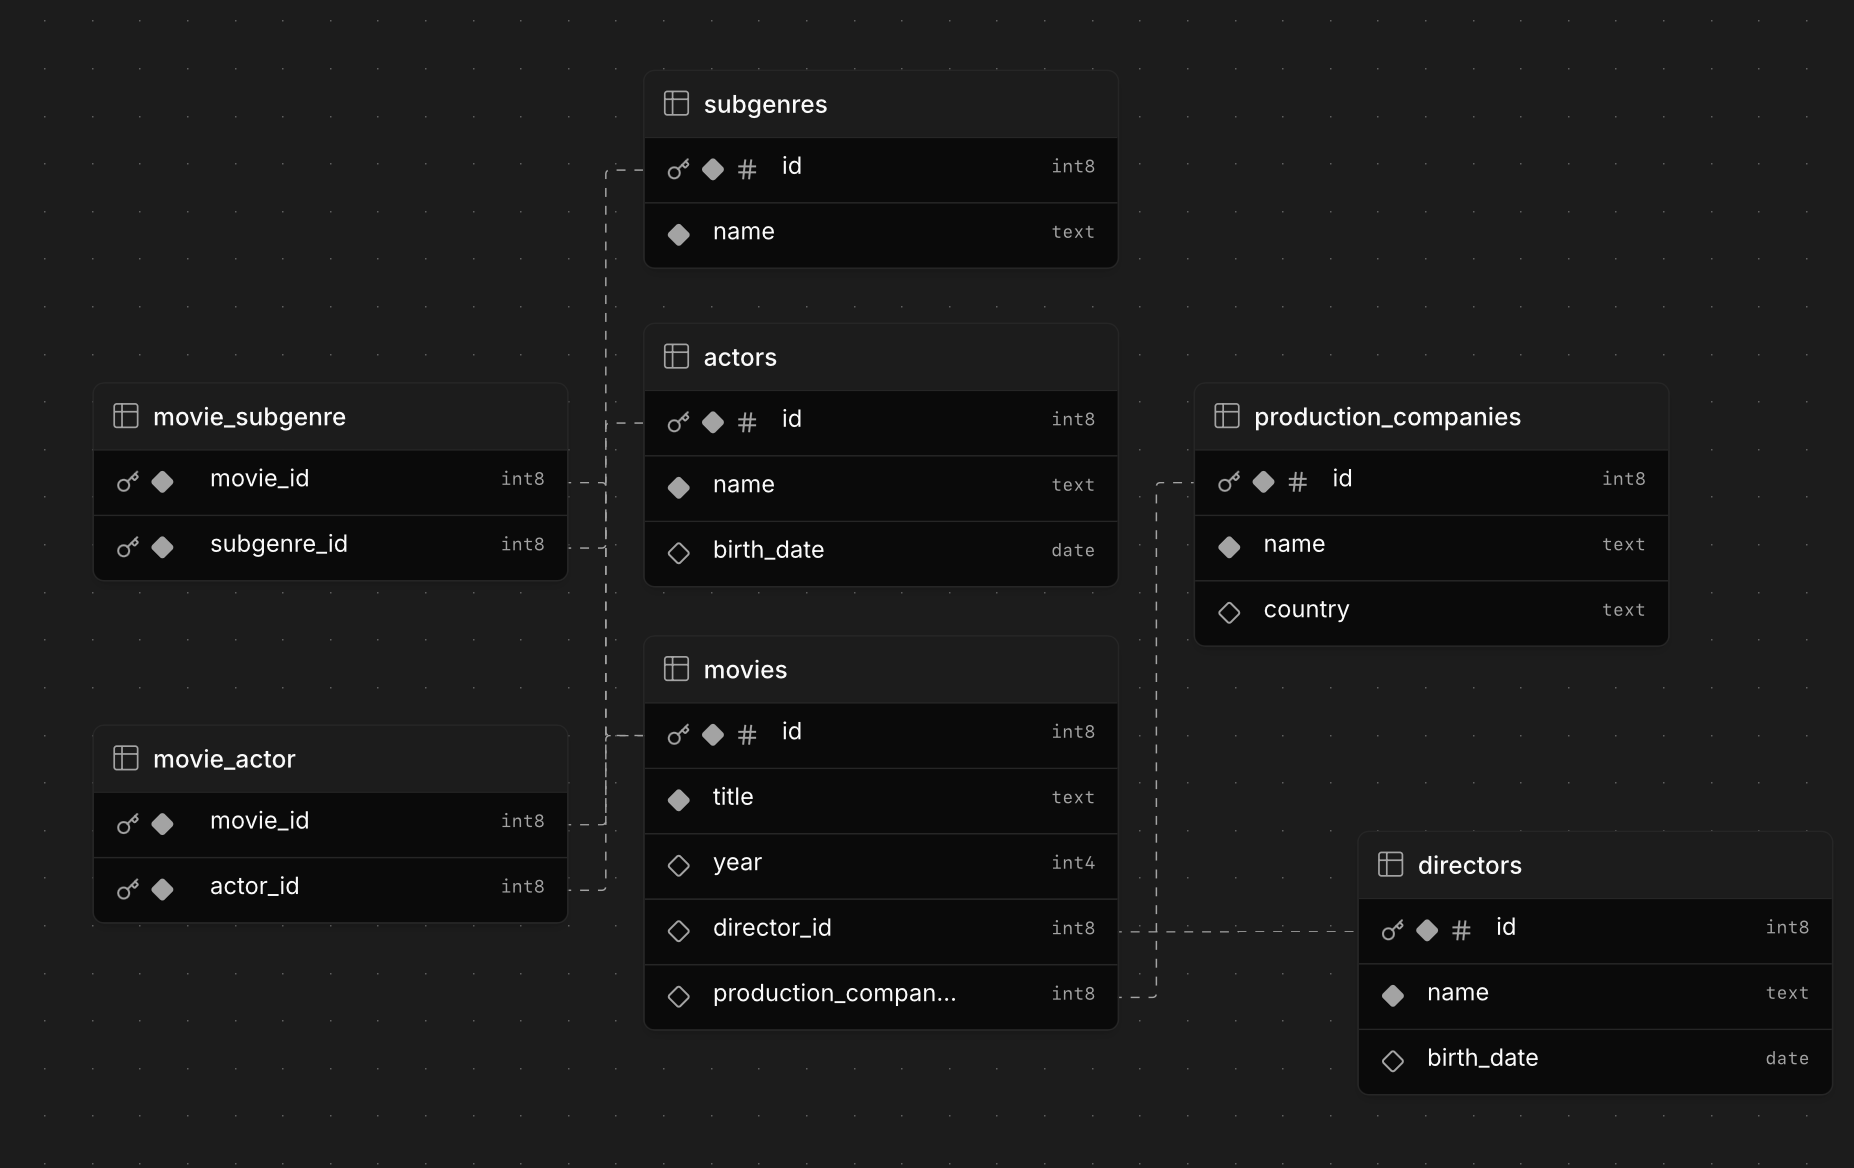 subgenres
# id int8
name text
actors
# id int8
name text
birth_date date
movie_subgenre
movie_id int8
subgenre_id int8
production_companies
# id int8
name text
country text
movies
# id int8
title text
year int4
director_id int8
production_compan... int8
movie_actor
movie_id int8
actor_id int8
directors
# id int8
name text
birth_date date